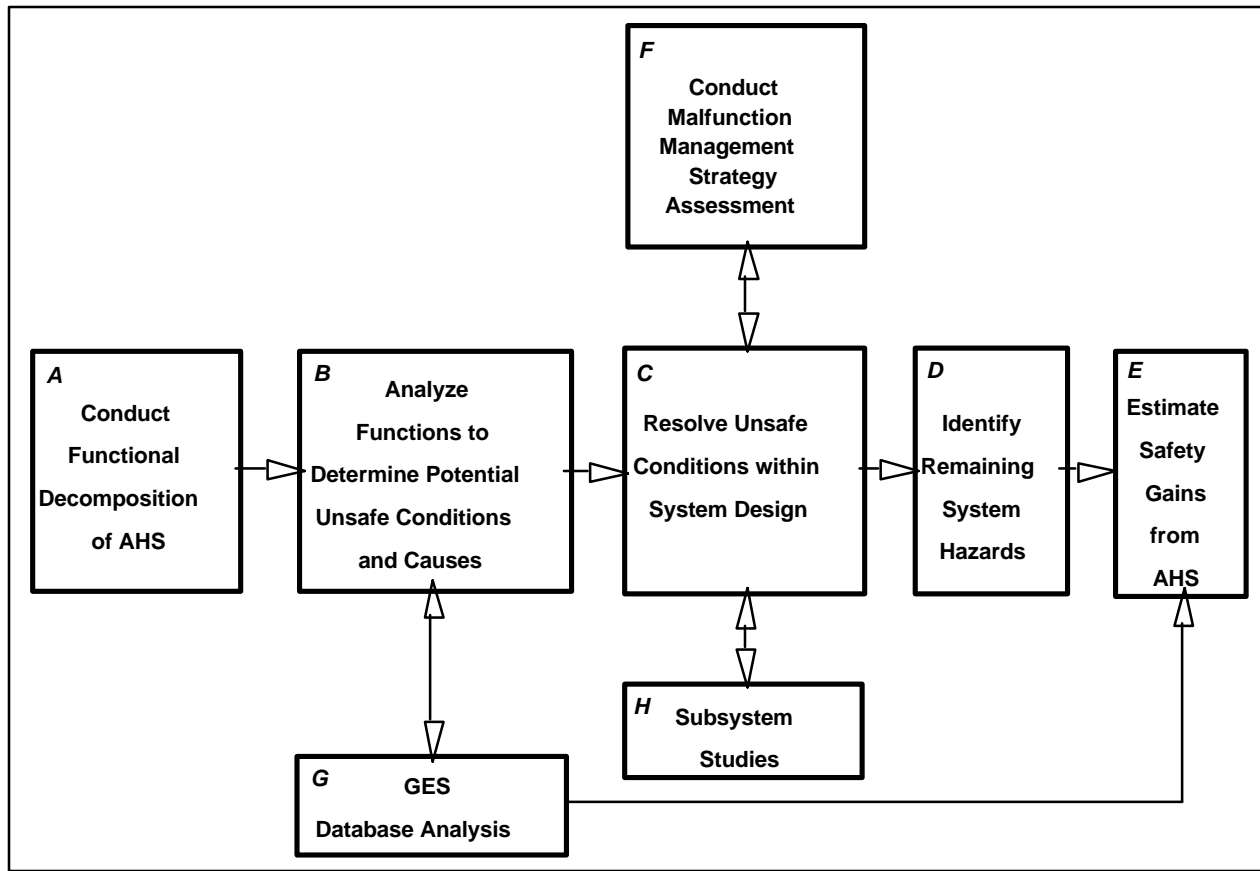 F
Conduct
Malfunction
Management
Strategy
Assessment
A
Conduct
Functional
Decomposition
of AHS
B
Analyze
Functions to
Determine Potential
Unsafe Conditions
and Causes
C
Resolve Unsafe
Conditions within
System Design
D
Identify
Remaining
System
Hazards
E
Estimate
Safety
Gains
from
AHS
H
Subsystem
Studies
G
GES
Database Analysis